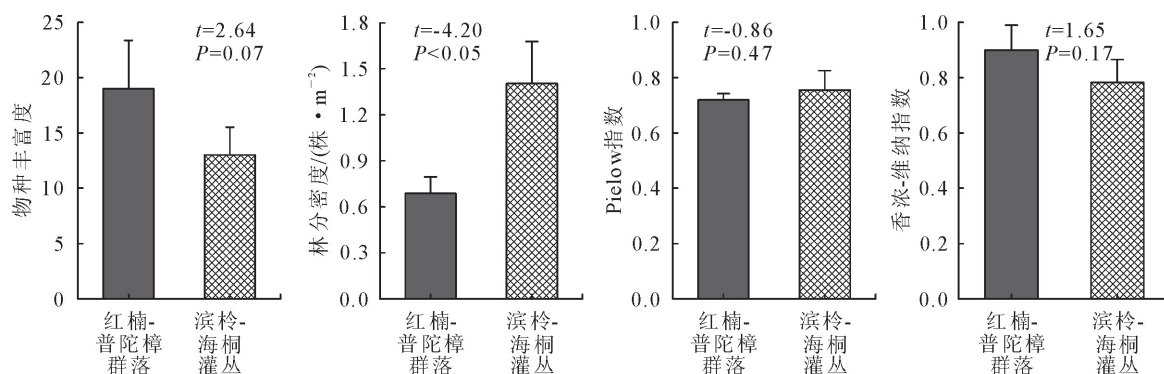 t=2.64
P=0.07
25
20
15
10
5
0
物种丰富度
红楠-
普陀樟
群落
滨柃-
海桐
灌丛
t=-4.20
P<0.05
1.8
1.5
1.2
0.9
0.6
0.3
0.0
林分密度/(株·m⁻²)
红楠-
普陀樟
群落
滨柃-
海桐
灌丛
t=-0.86
P=0.47
1.0
0.8
0.6
0.4
0.2
0.0
Pielow指数
红楠-
普陀樟
群落
滨柃-
海桐
灌丛
t=1.65
P=0.17
1.0
0.8
0.6
0.4
0.2
0.0
香浓-维纳指数
红楠-
普陀樟
群落
滨柃-
海桐
灌丛